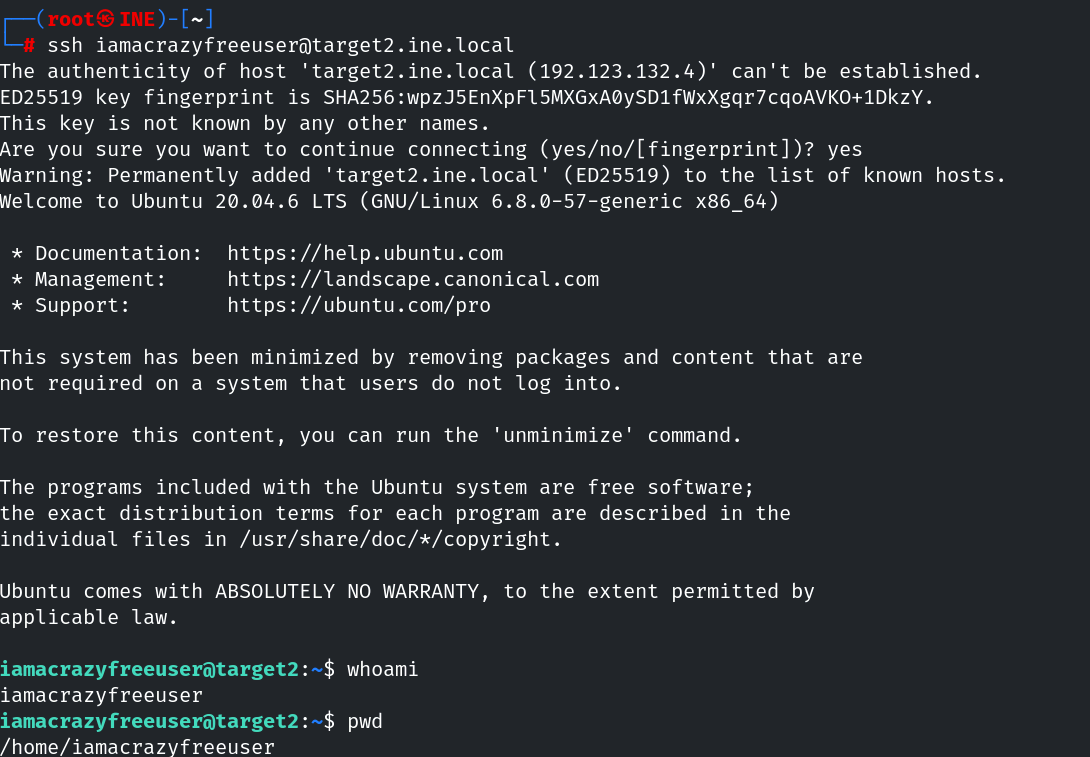 ┌──(root㉿INE)-[~]
└─# ssh iamacrazyfreeuser@target2.ine.local
The authenticity of host 'target2.ine.local (192.123.132.4)' can't be established.
ED25519 key fingerprint is SHA256:wpzJ5EnXpFl5MXGxA0ySD1fWxXgqr7cqoAVKO+1DkzY.
This key is not known by any other names.
Are you sure you want to continue connecting (yes/no/[fingerprint])? yes
Warning: Permanently added 'target2.ine.local' (ED25519) to the list of known hosts.
Welcome to Ubuntu 20.04.6 LTS (GNU/Linux 6.8.0-57-generic x86_64)

 * Documentation:  https://help.ubuntu.com
 * Management:     https://landscape.canonical.com
 * Support:        https://ubuntu.com/pro

This system has been minimized by removing packages and content that are
not required on a system that users do not log into.

To restore this content, you can run the 'unminimize' command.

The programs included with the Ubuntu system are free software;
the exact distribution terms for each program are described in the
individual files in /usr/share/doc/*/copyright.

Ubuntu comes with ABSOLUTELY NO WARRANTY, to the extent permitted by
applicable law.

iamacrazyfreeuser@target2:~$ whoami
iamacrazyfreeuser
iamacrazyfreeuser@target2:~$ pwd
/home/iamacrazyfreeuser